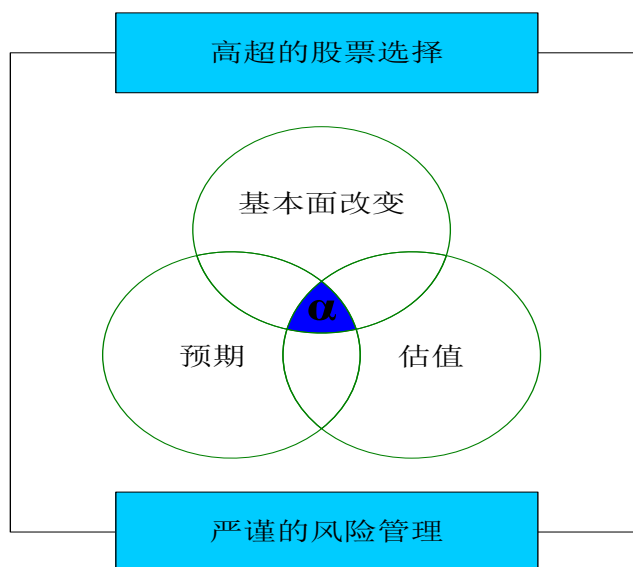 高超的股票选择
基本面改变
α
预期
估值
严谨的风险管理